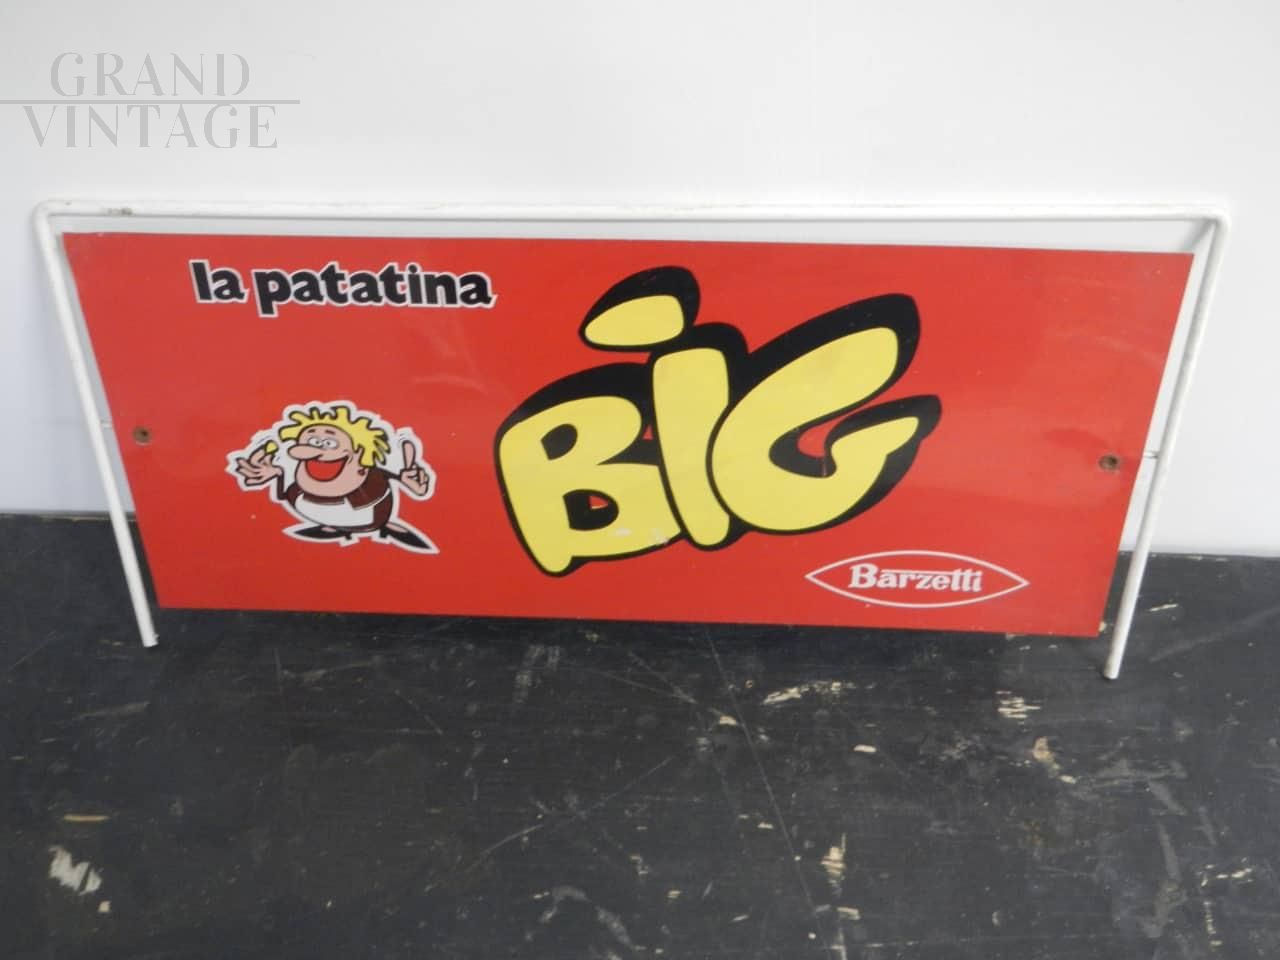 GRAND
VINTAGE
la patatina
BiG
Barzetti